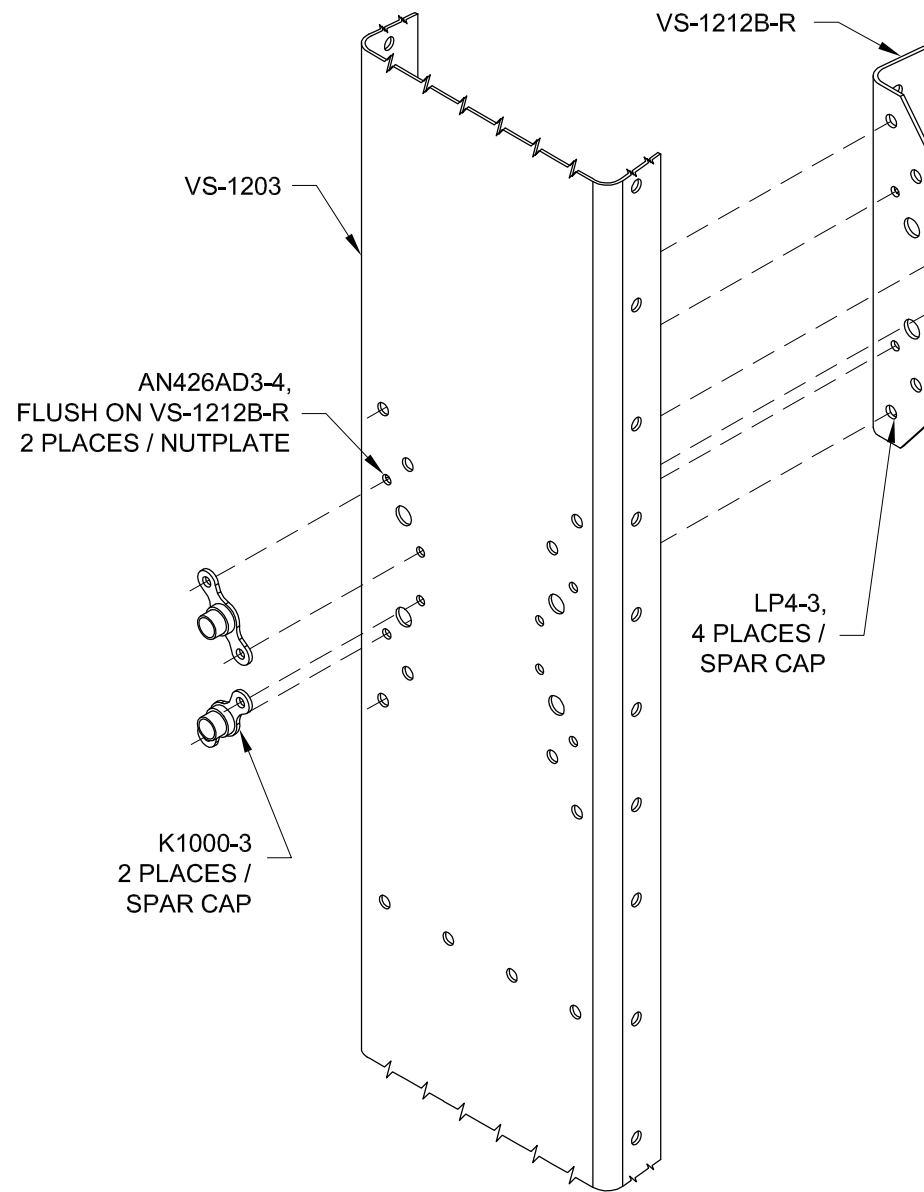 VS-1212B-R
VS-1203
AN426AD3-4,
FLUSH ON VS-1212B-R
2 PLACES / NUTPLATE
LP4-3,
4 PLACES /
SPAR CAP
K1000-3
2 PLACES /
SPAR CAP